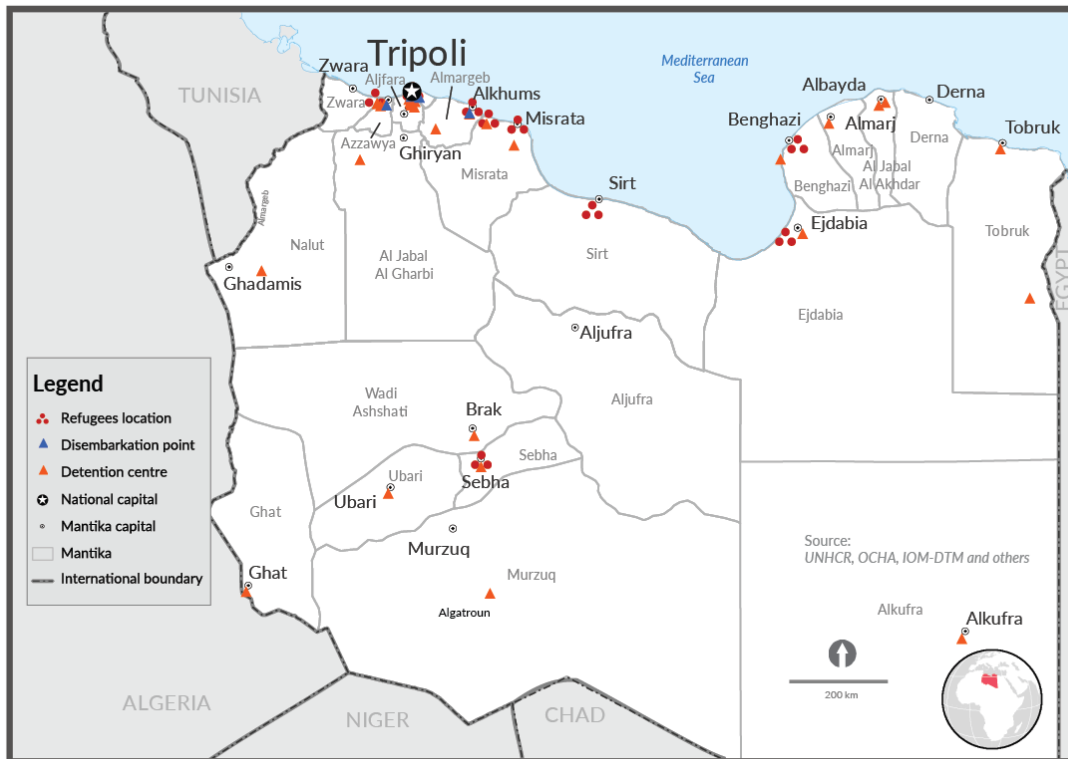 Tripoli
Mediterranean
Sea
Zwara
Aljfara
Almargeb
Alkhums
Albayda
Derna
TUNISIA
Zwara
Misrata
Benghazi
Almarj
Tobruk
Azzawya
Ghiryan
Almarj
Derna
Misrata
Al Jabal
Al Akhdar
Benghazi
Sirt
Almargeb
Ejdabia
Tobruk
Nalut
Al Jabal
Al Gharbi
Sirt
EGYPT
Ghadamis
Ejdabia
Aljufra
Legend
Refugees location
Disembarkation point
Detention centre
National capital
Mantika capital
Mantika
International boundary
Wadi
Ashshati
Aljufra
Brak
Sebha
Ubari
Sebha
Ubari
Ghat
Murzuq
Source:
UNHCR, OCHA, IOM-DTM and others
Ghat
Murzuq
Algatroun
Alkufra
Alkufra
200 km
ALGERIA
NIGER
CHAD